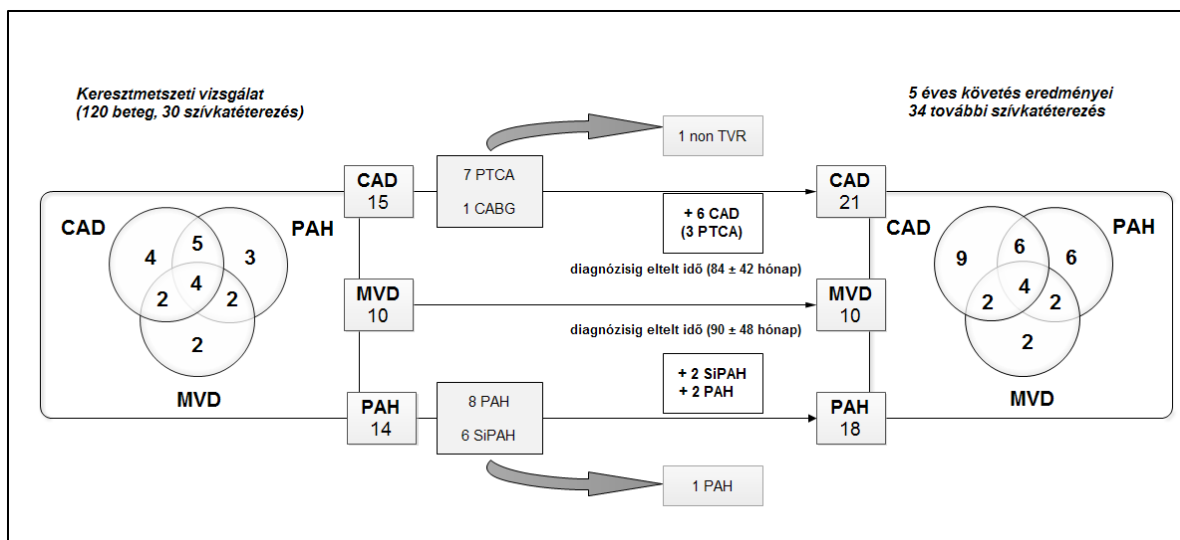 Keresztmetszeti vizsgálat
(120 beteg, 30 szívkatéterezés)
5 éves követés eredményei
34 további szívkatéterezés
1 non TVR
CAD
15
7 PTCA
1 CABG
CAD
21
+ 6 CAD
(3 PTCA)
CAD
PAH
4
5
3
4
2
2
2
MVD
diagnózisig eltelt idő (84 ± 42 hónap)
MVD
10
MVD
10
diagnózisig eltelt idő (90 ± 48 hónap)
+ 2 SiPAH
+ 2 PAH
PAH
14
8 PAH
6 SiPAH
PAH
18
1 PAH
CAD
PAH
9
6
6
4
2
2
2
MVD